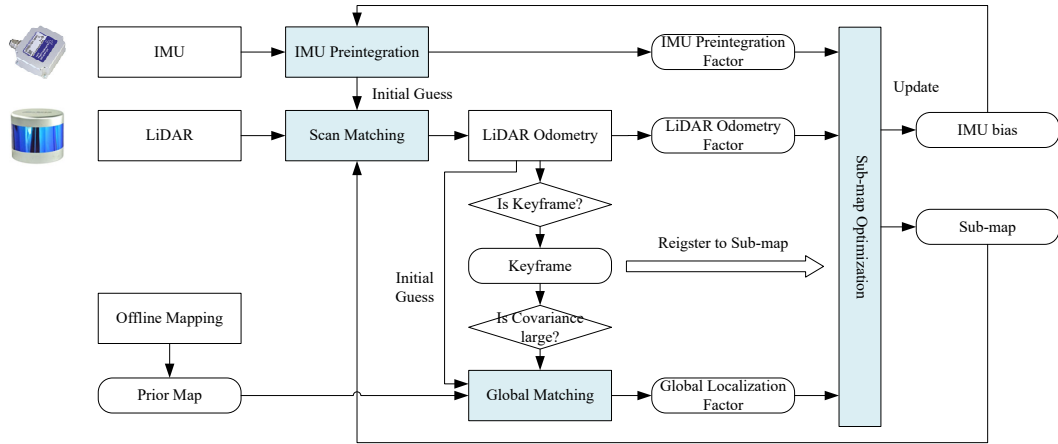 IMU
IMU Preintegration
IMU Preintegration
Factor
Update
Initial Guess
LiDAR
Scan Matching
LiDAR Odometry
LiDAR Odometry
Factor
IMU bias
Sub-map Optimization
Is Keyframe?
Sub-map
Reigster to Sub-map
Keyframe
Initial
Guess
Offline Mapping
Is Covariance
large?
Prior Map
Global Matching
Global Localization
Factor